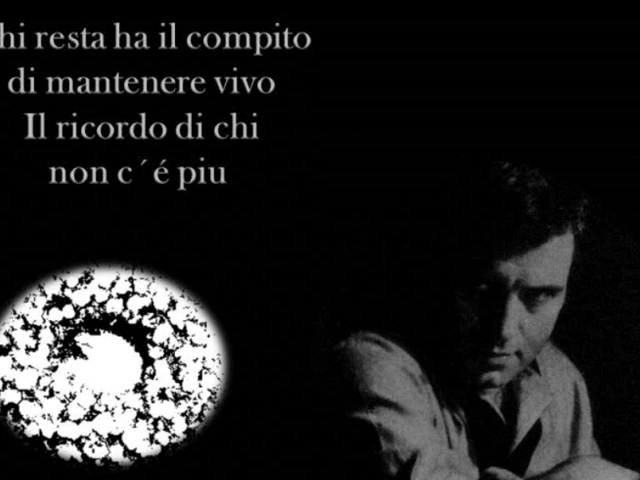 hi resta ha il compito
di mantenere vivo
Il ricordo di chi
non c´é piu